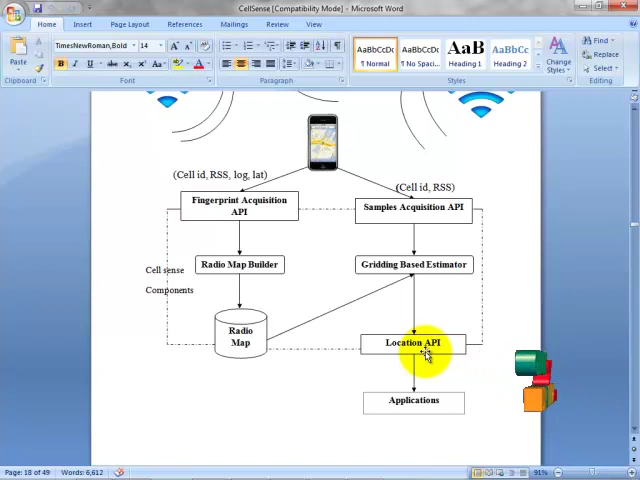 CellSense [Compatibility Mode] - Microsoft Word
Home Insert Page Layout References Mailings Review View
Paste
TimesNewRoman,Bold 14
AaBbCcDc AaBbCcDc AaB AaBbCc
¶ Normal ¶ No Spaci... Heading 1 Heading 2
Change Styles
Find
Replace
Select
Clipboard Font Paragraph Styles Editing
(Cell id, RSS, log, lat)
(Cell id, RSS)
Fingerprint Acquisition
API
Samples Acquisition API
Radio Map Builder
Gridding Based Estimator
Cell sense
Components
Radio
Map
Location API
Applications
Page: 18 of 49 Words: 6,612 91%